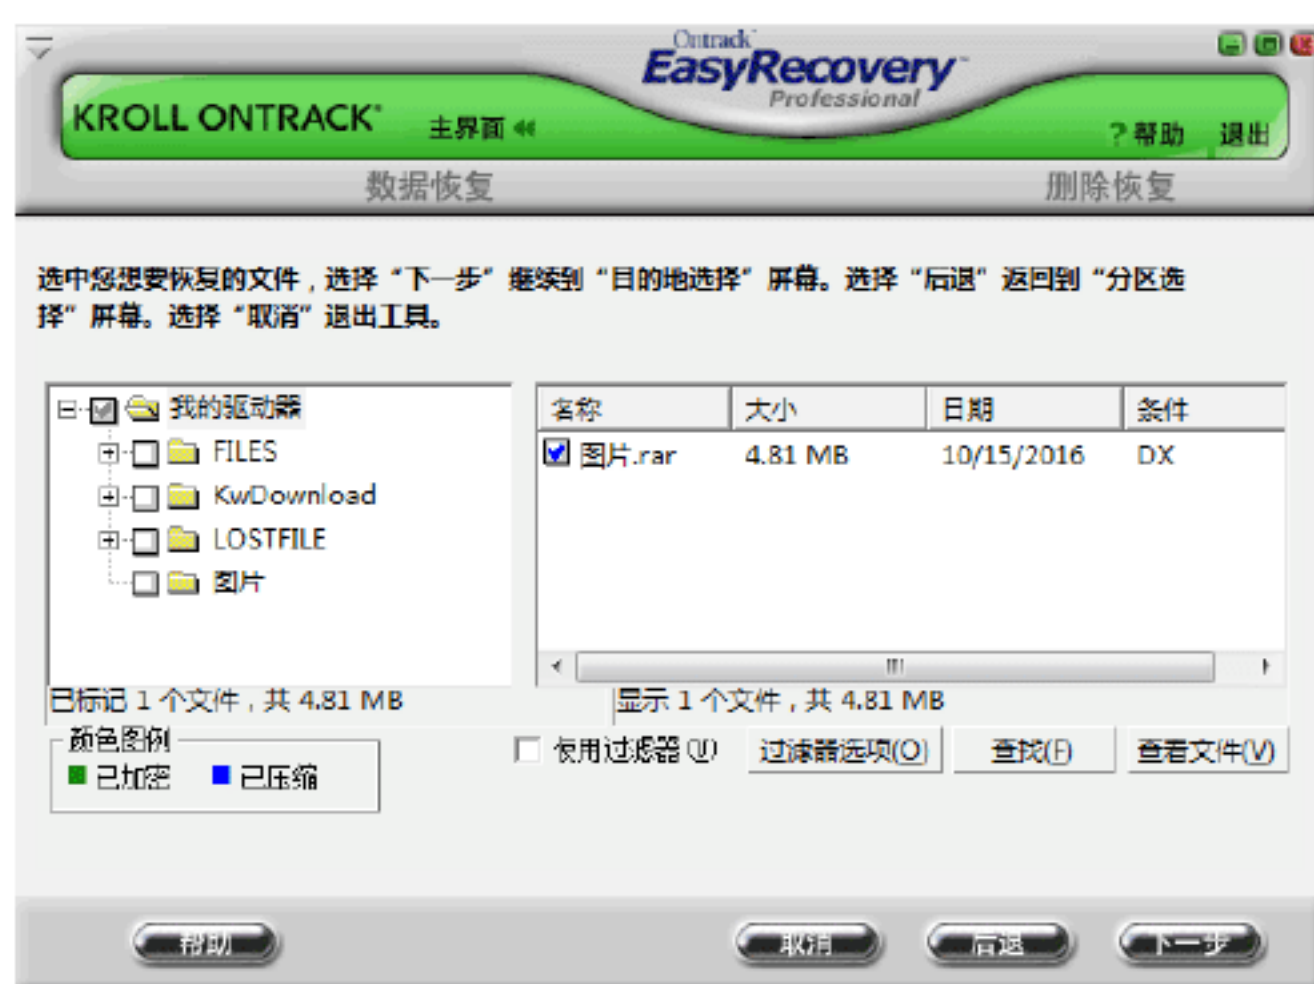 Ontrack
EasyRecovery™
Professional
KROLL ONTRACK 主界面 ?帮助 退出
数据恢复 删除恢复
选中您想要恢复的文件，选择“下一步”继续到“目的地选择”屏幕。选择“后退”返回到“分区选
择”屏幕。选择“取消”退出工具。
我的驱动器
FILES
KwDownload
LOSTFILE
图片
名称 大小 日期 条件
图片.rar 4.81 MB 10/15/2016 DX
已标记 1 个文件，共 4.81 MB
显示 1 个文件，共 4.81 MB
颜色图例
已加密 已压缩
使用过滤器(U) 过滤器选项(O) 查找(F) 查看文件(V)
帮助 取消 后退 下一步